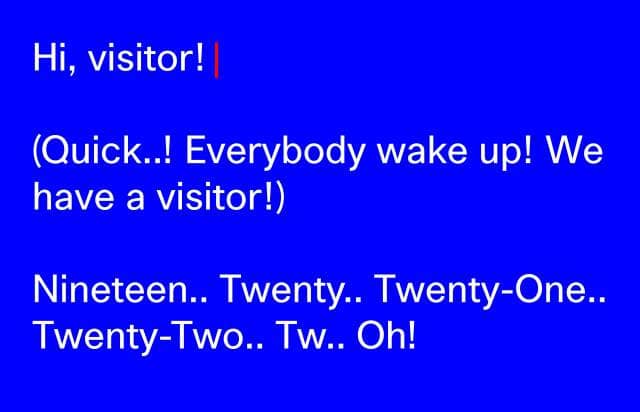 Hi, visitor!
(Quick..! Everybody wake up! We
have a visitor!)
Nineteen.. Twenty.. Twenty-One..
Twenty-Two.. Tw.. Oh!